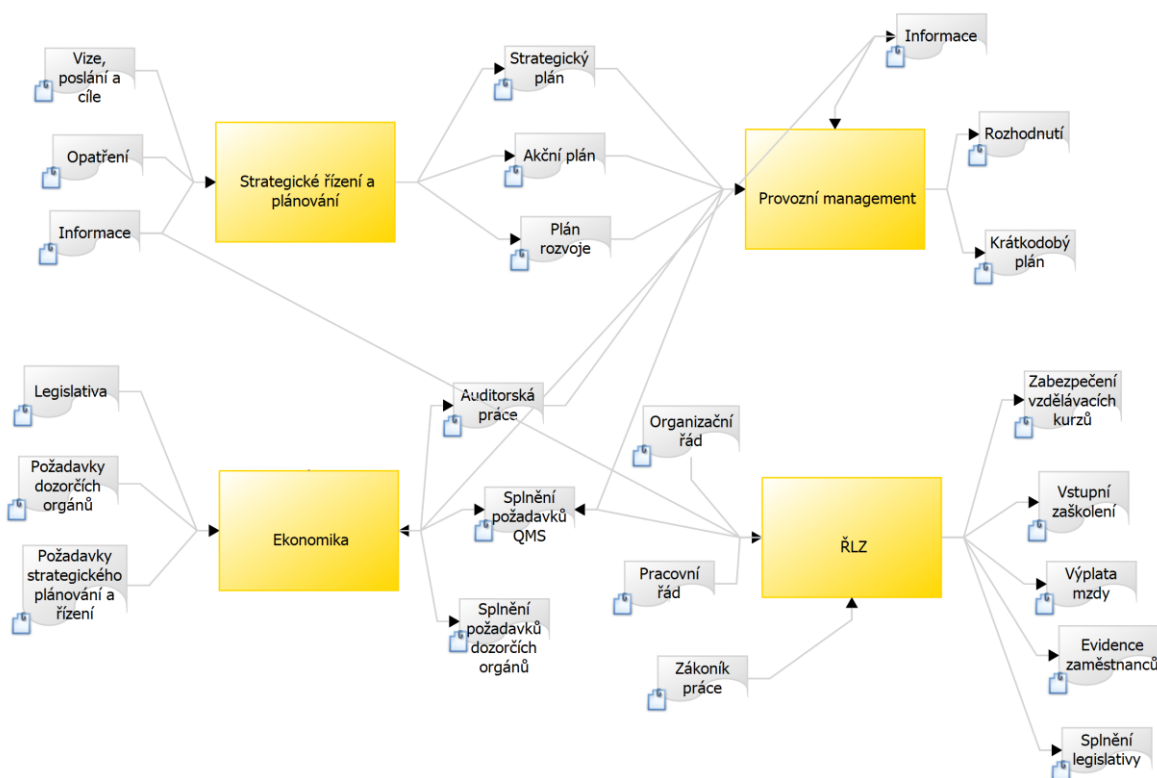 Vize,
poslání a
cíle
Opatření
Informace
Strategické řízení a
plánování
Strategický
plán
Akční plán
Plán
rozvoje
Informace
Provozní management
Rozhodnutí
Krátkodobý
plán
Legislativa
Požadavky
dozorčích
orgánů
Požadavky
strategického
plánování a
řízení
Ekonomika
Auditorská
práce
Splnění
požadavků
QMS
Splnění
požadavků
dozorčích
orgánů
Organizační
řád
Pracovní
řád
Zákoník
práce
ŘLZ
Zabezpečení
vzdělávacích
kurzů
Vstupní
zaškolení
Výplata
mzdy
Evidence
zaměstnanců
Splnění
legislativy